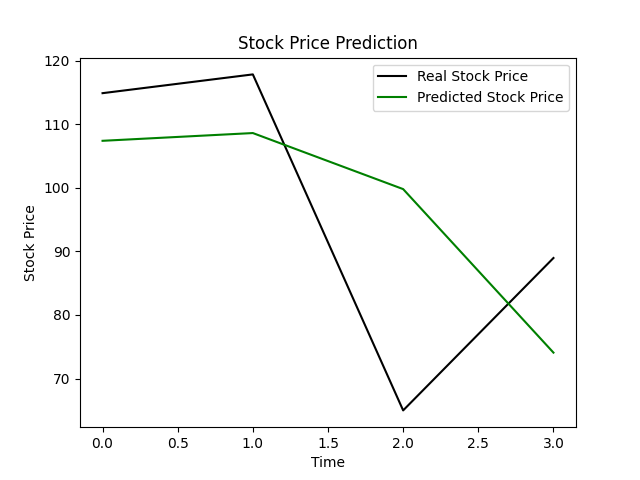 Stock Price Prediction
Real Stock Price
Predicted Stock Price
120
110
100
90
80
70
Stock Price
0.0 0.5 1.0 1.5 2.0 2.5 3.0
Time